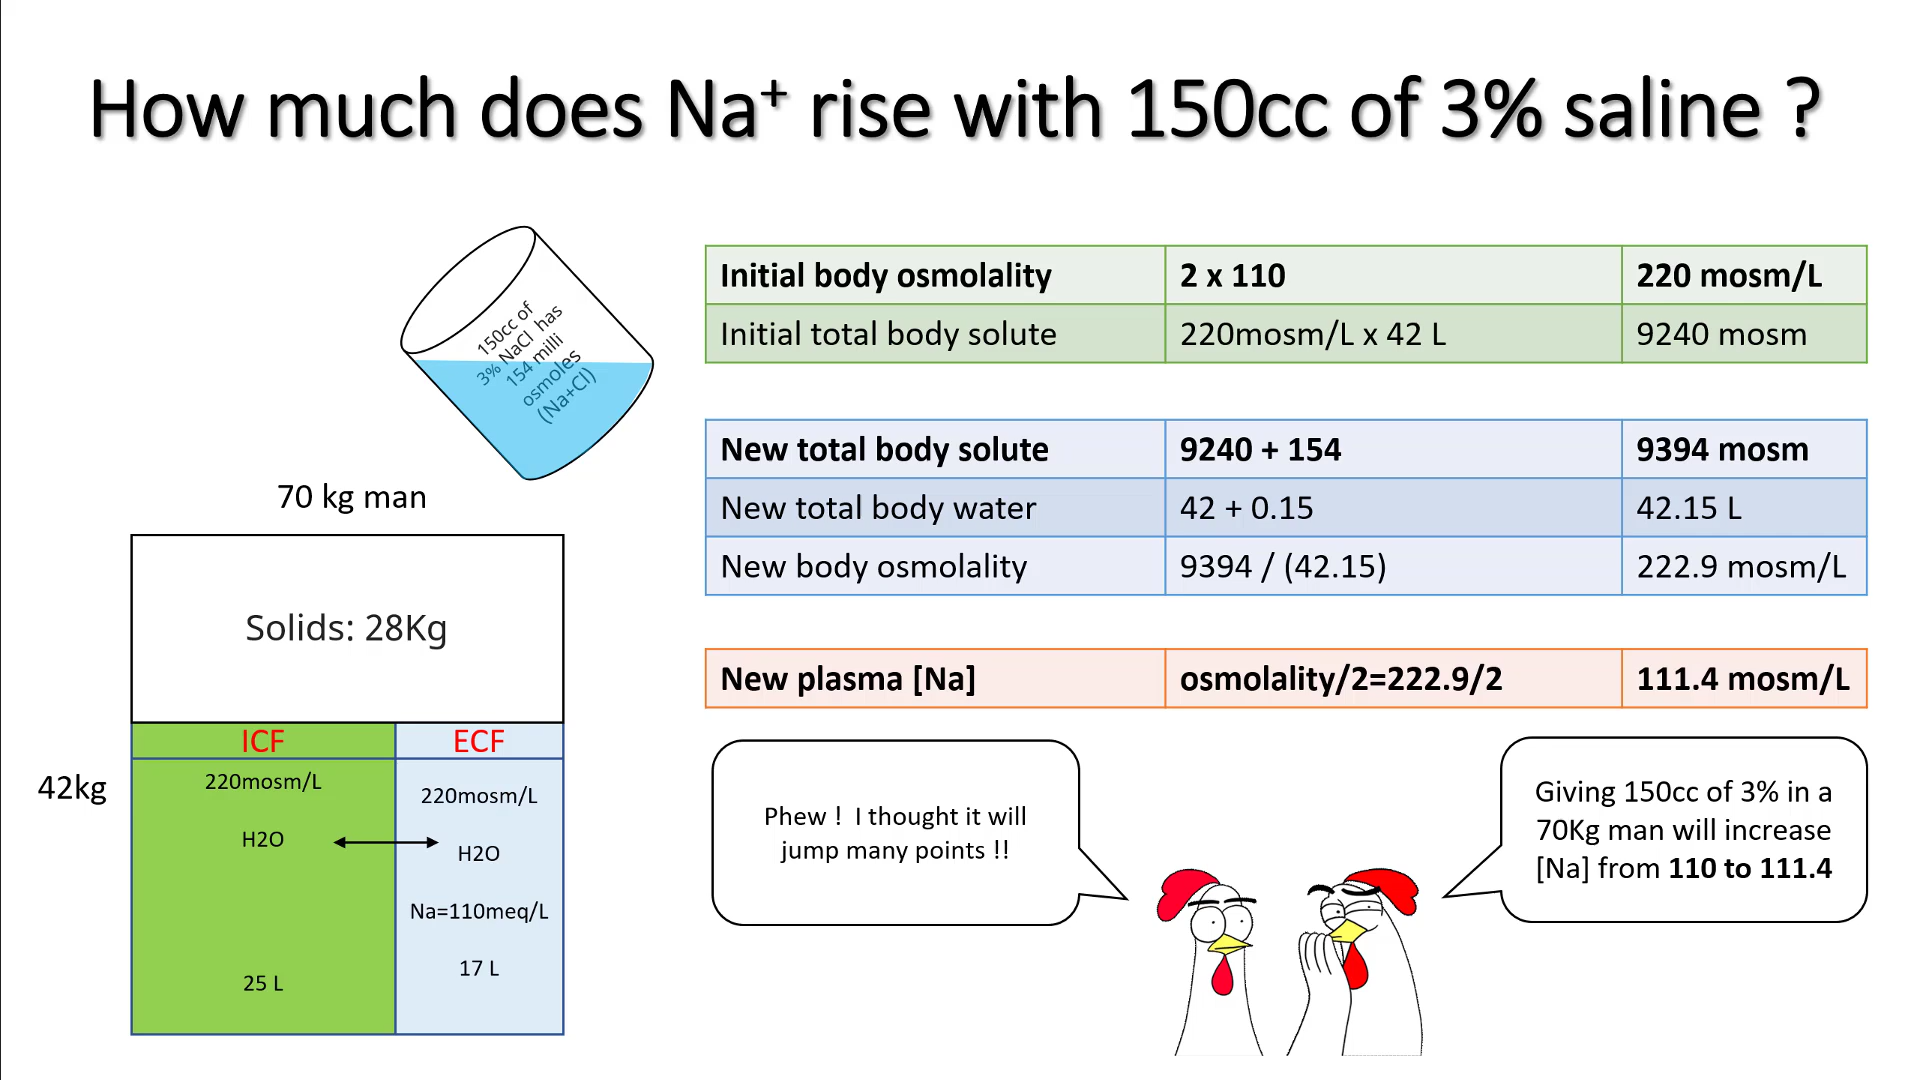 How much does Na⁺ rise with 150cc of 3% saline ?
150cc of
3% NaCl has
154 milli
osmoles
(Na+Cl)
70 kg man
Solids: 28Kg
ICF
ECF
42kg
220mosm/L
H2O
25 L
220mosm/L
H2O
Na=110meq/L
17 L
Initial body osmolality 2 x 110 220 mosm/L
Initial total body solute 220mosm/L x 42 L 9240 mosm
New total body solute 9240 + 154 9394 mosm
New total body water 42 + 0.15 42.15 L
New body osmolality 9394 / (42.15) 222.9 mosm/L
New plasma [Na] osmolality/2=222.9/2 111.4 mosm/L
Phew ! I thought it will
jump many points !!
Giving 150cc of 3% in a
70Kg man will increase
[Na] from 110 to 111.4